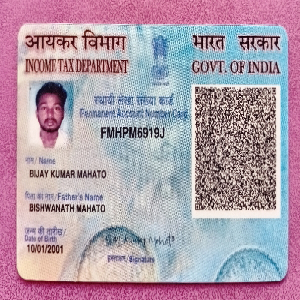 आयकर विभाग
INCOME TAX DEPARTMENT
भारत सरकार
GOVT. OF INDIA
स्थायी लेखा संख्या कार्ड
Permanent Account Number Card
FMHPM6919J
नाम / Name
BIJAY KUMAR MAHATO
पिता का नाम / Father's Name
BISHWANATH MAHATO
जन्म की तारीख /
Date of Birth
10/01/2001
हस्ताक्षर / Signature